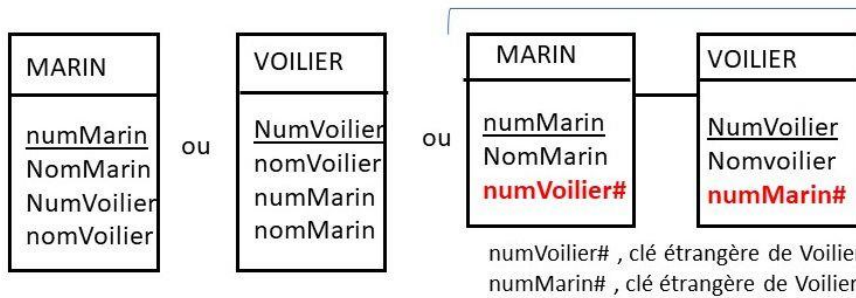 MARIN
numMarin
NomMarin
NumVoilier
nomVoilier
ou
VOILIER
NumVoilier
nomVoilier
numMarin
nomMarin
ou
MARIN
numMarin
NomMarin
numVoilier#
VOILIER
NumVoilier
Nomvoilier
numMarin#
numVoilier# , clé étrangère de Voilier
numMarin# , clé étrangère de Voilier